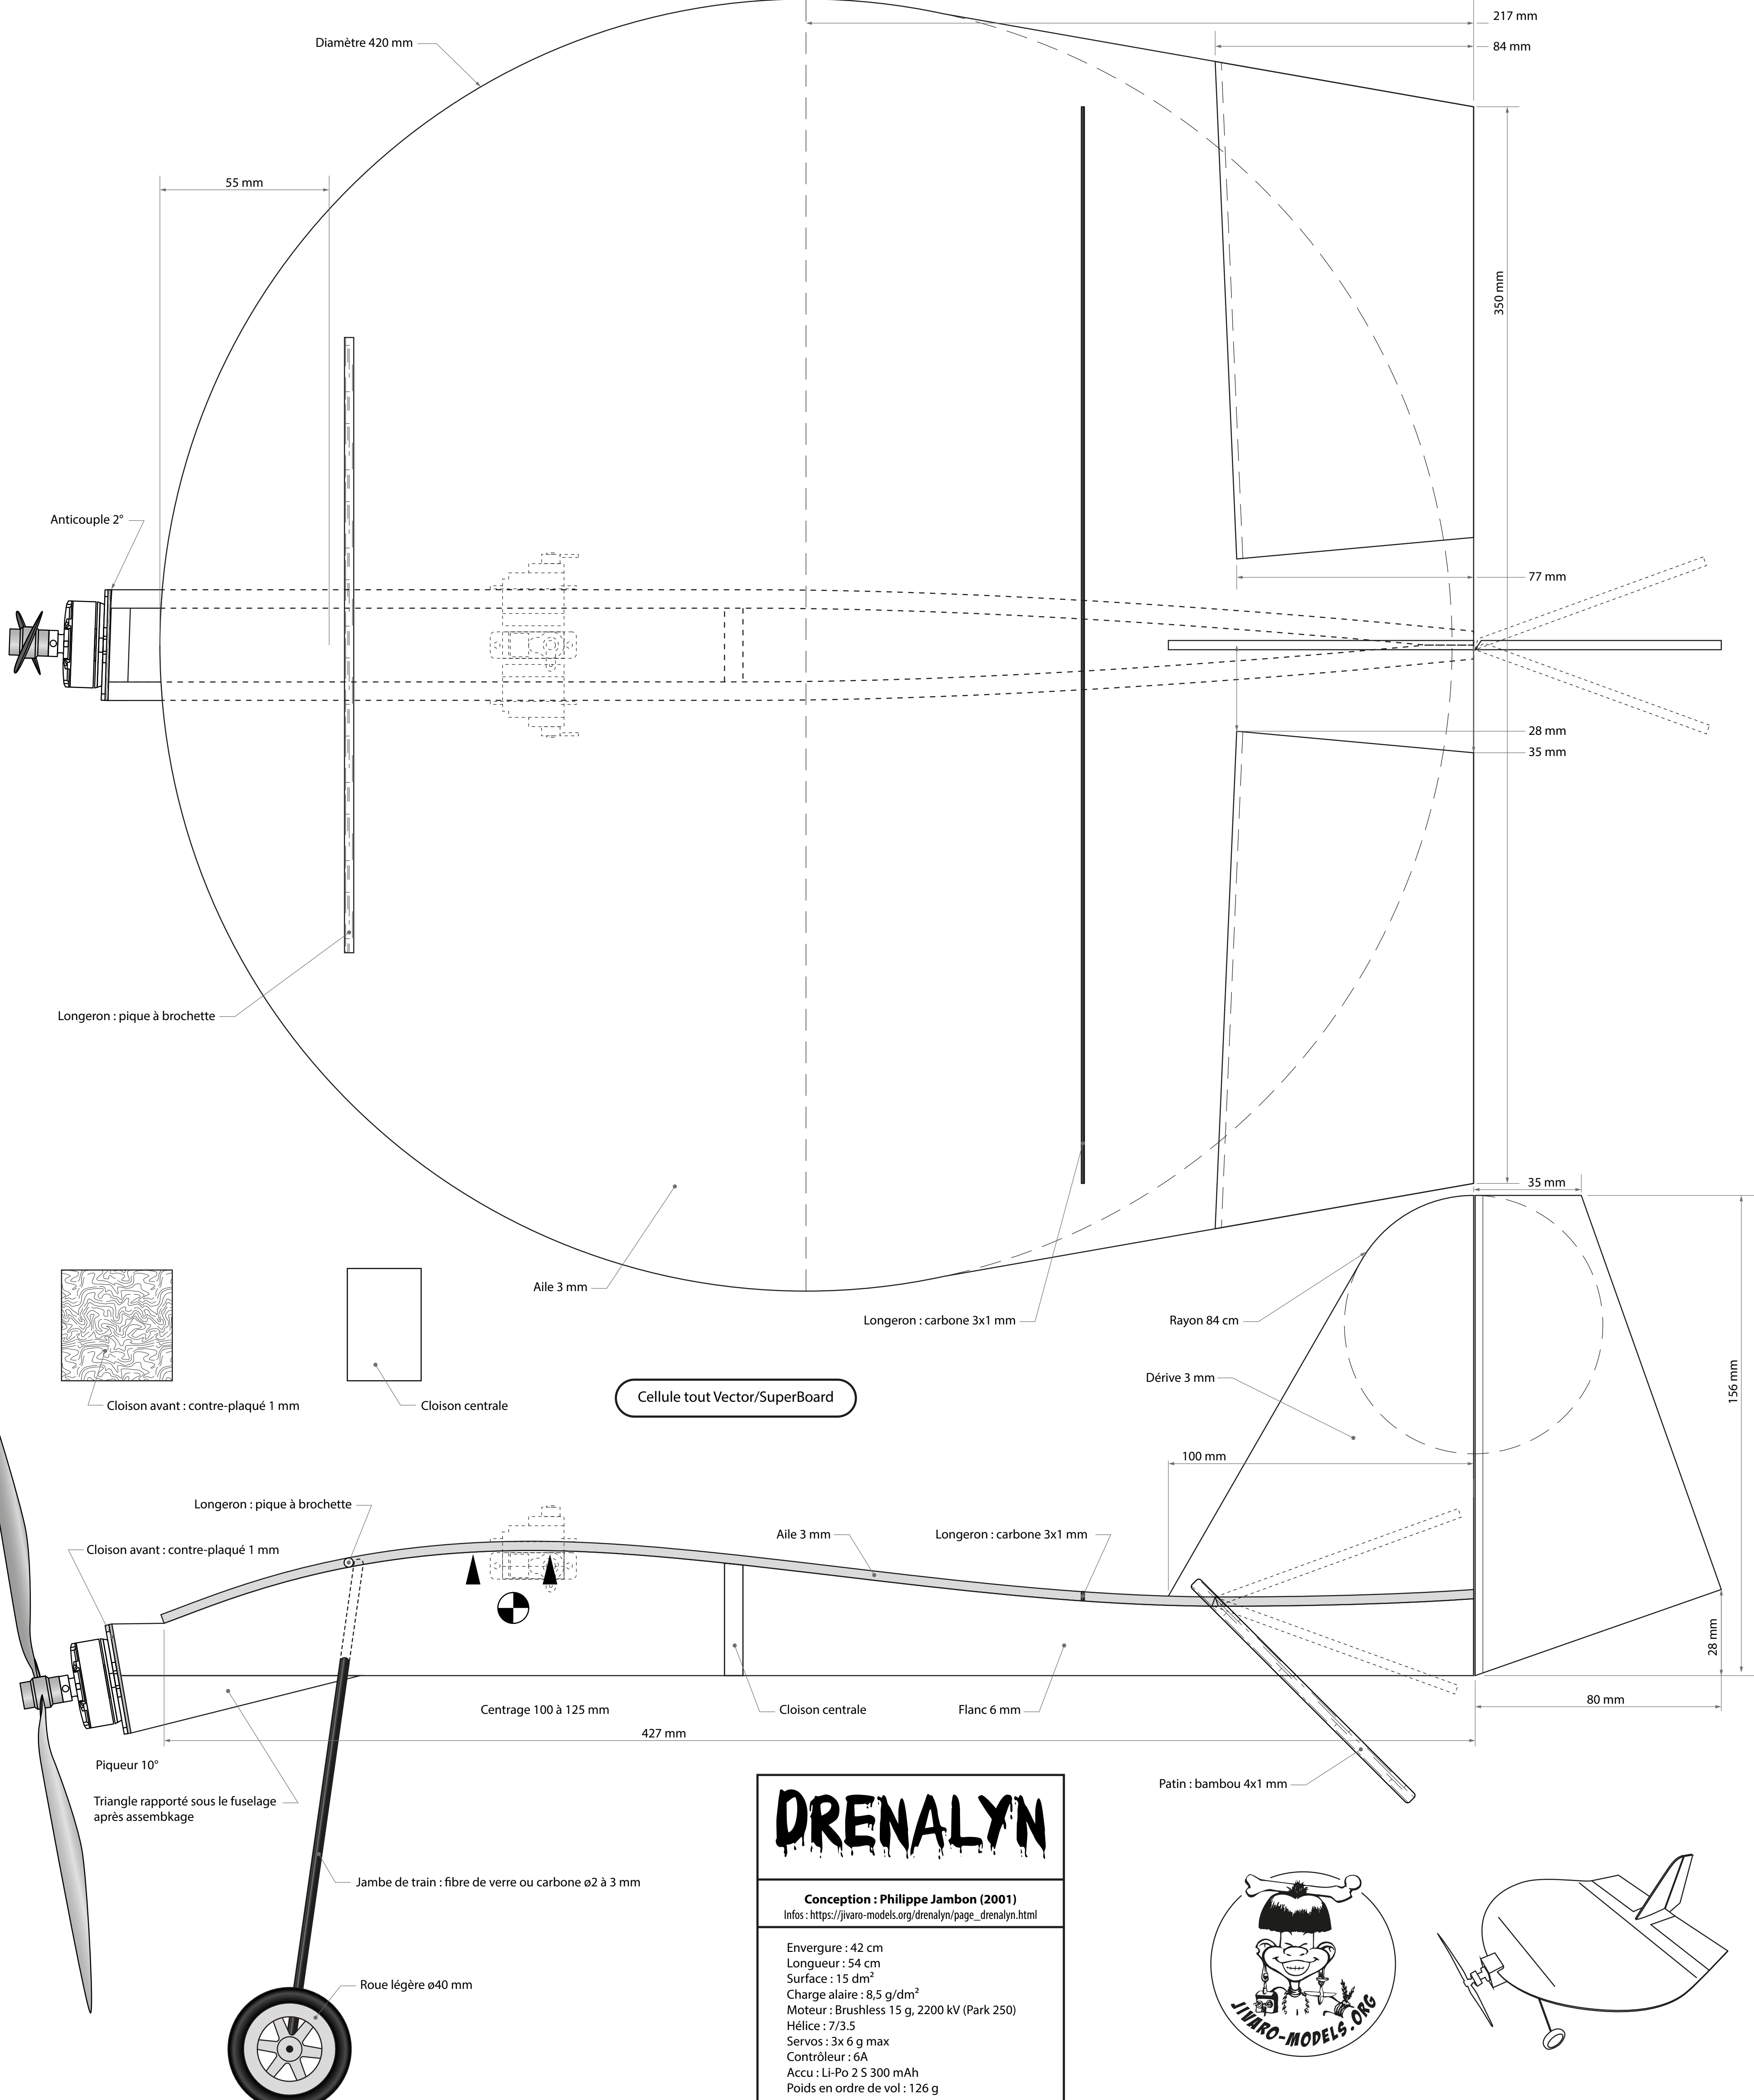 217 mm
84 mm
Diamètre 420 mm
55 mm
350 mm
Anticouple 2°
77 mm
28 mm
35 mm
Longeron : pique à brochette
35 mm
Aile 3 mm
Longeron : carbone 3x1 mm
Rayon 84 cm
Dérive 3 mm
156 mm
Cloison avant : contre-plaqué 1 mm
Cloison centrale
Cellule tout Vector/SuperBoard
100 mm
Longeron : pique à brochette
Cloison avant : contre-plaqué 1 mm
Aile 3 mm
Longeron : carbone 3x1 mm
28 mm
Centrage 100 à 125 mm
Cloison centrale
Flanc 6 mm
80 mm
427 mm
Piqueur 10°
Patin : bambou 4x1 mm
Triangle rapporté sous le fuselage
après assembkage
Jambe de train : fibre de verre ou carbone ø2 à 3 mm
Roue légère ø40 mm
DRENALYN
Conception : Philippe Jambon (2001)
Infos : https://jivaro-models.org/drenalyn/page_drenalyn.html
Envergure : 42 cm
Longueur : 54 cm
Surface : 15 dm²
Charge alaire : 8,5 g/dm²
Moteur : Brushless 15 g, 2200 kV (Park 250)
Hélice : 7/3.5
Servos : 3x 6 g max
Contrôleur : 6A
Accu : Li-Po 2 S 300 mAh
Poids en ordre de vol : 126 g
JIVARO-MODELS.ORG